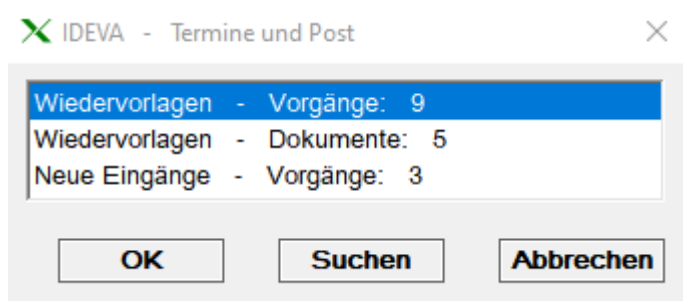 IDEVA - Termine und Post
Wiedervorlagen - Vorgänge: 9
Wiedervorlagen - Dokumente: 5
Neue Eingänge - Vorgänge: 3
OK Suchen Abbrechen